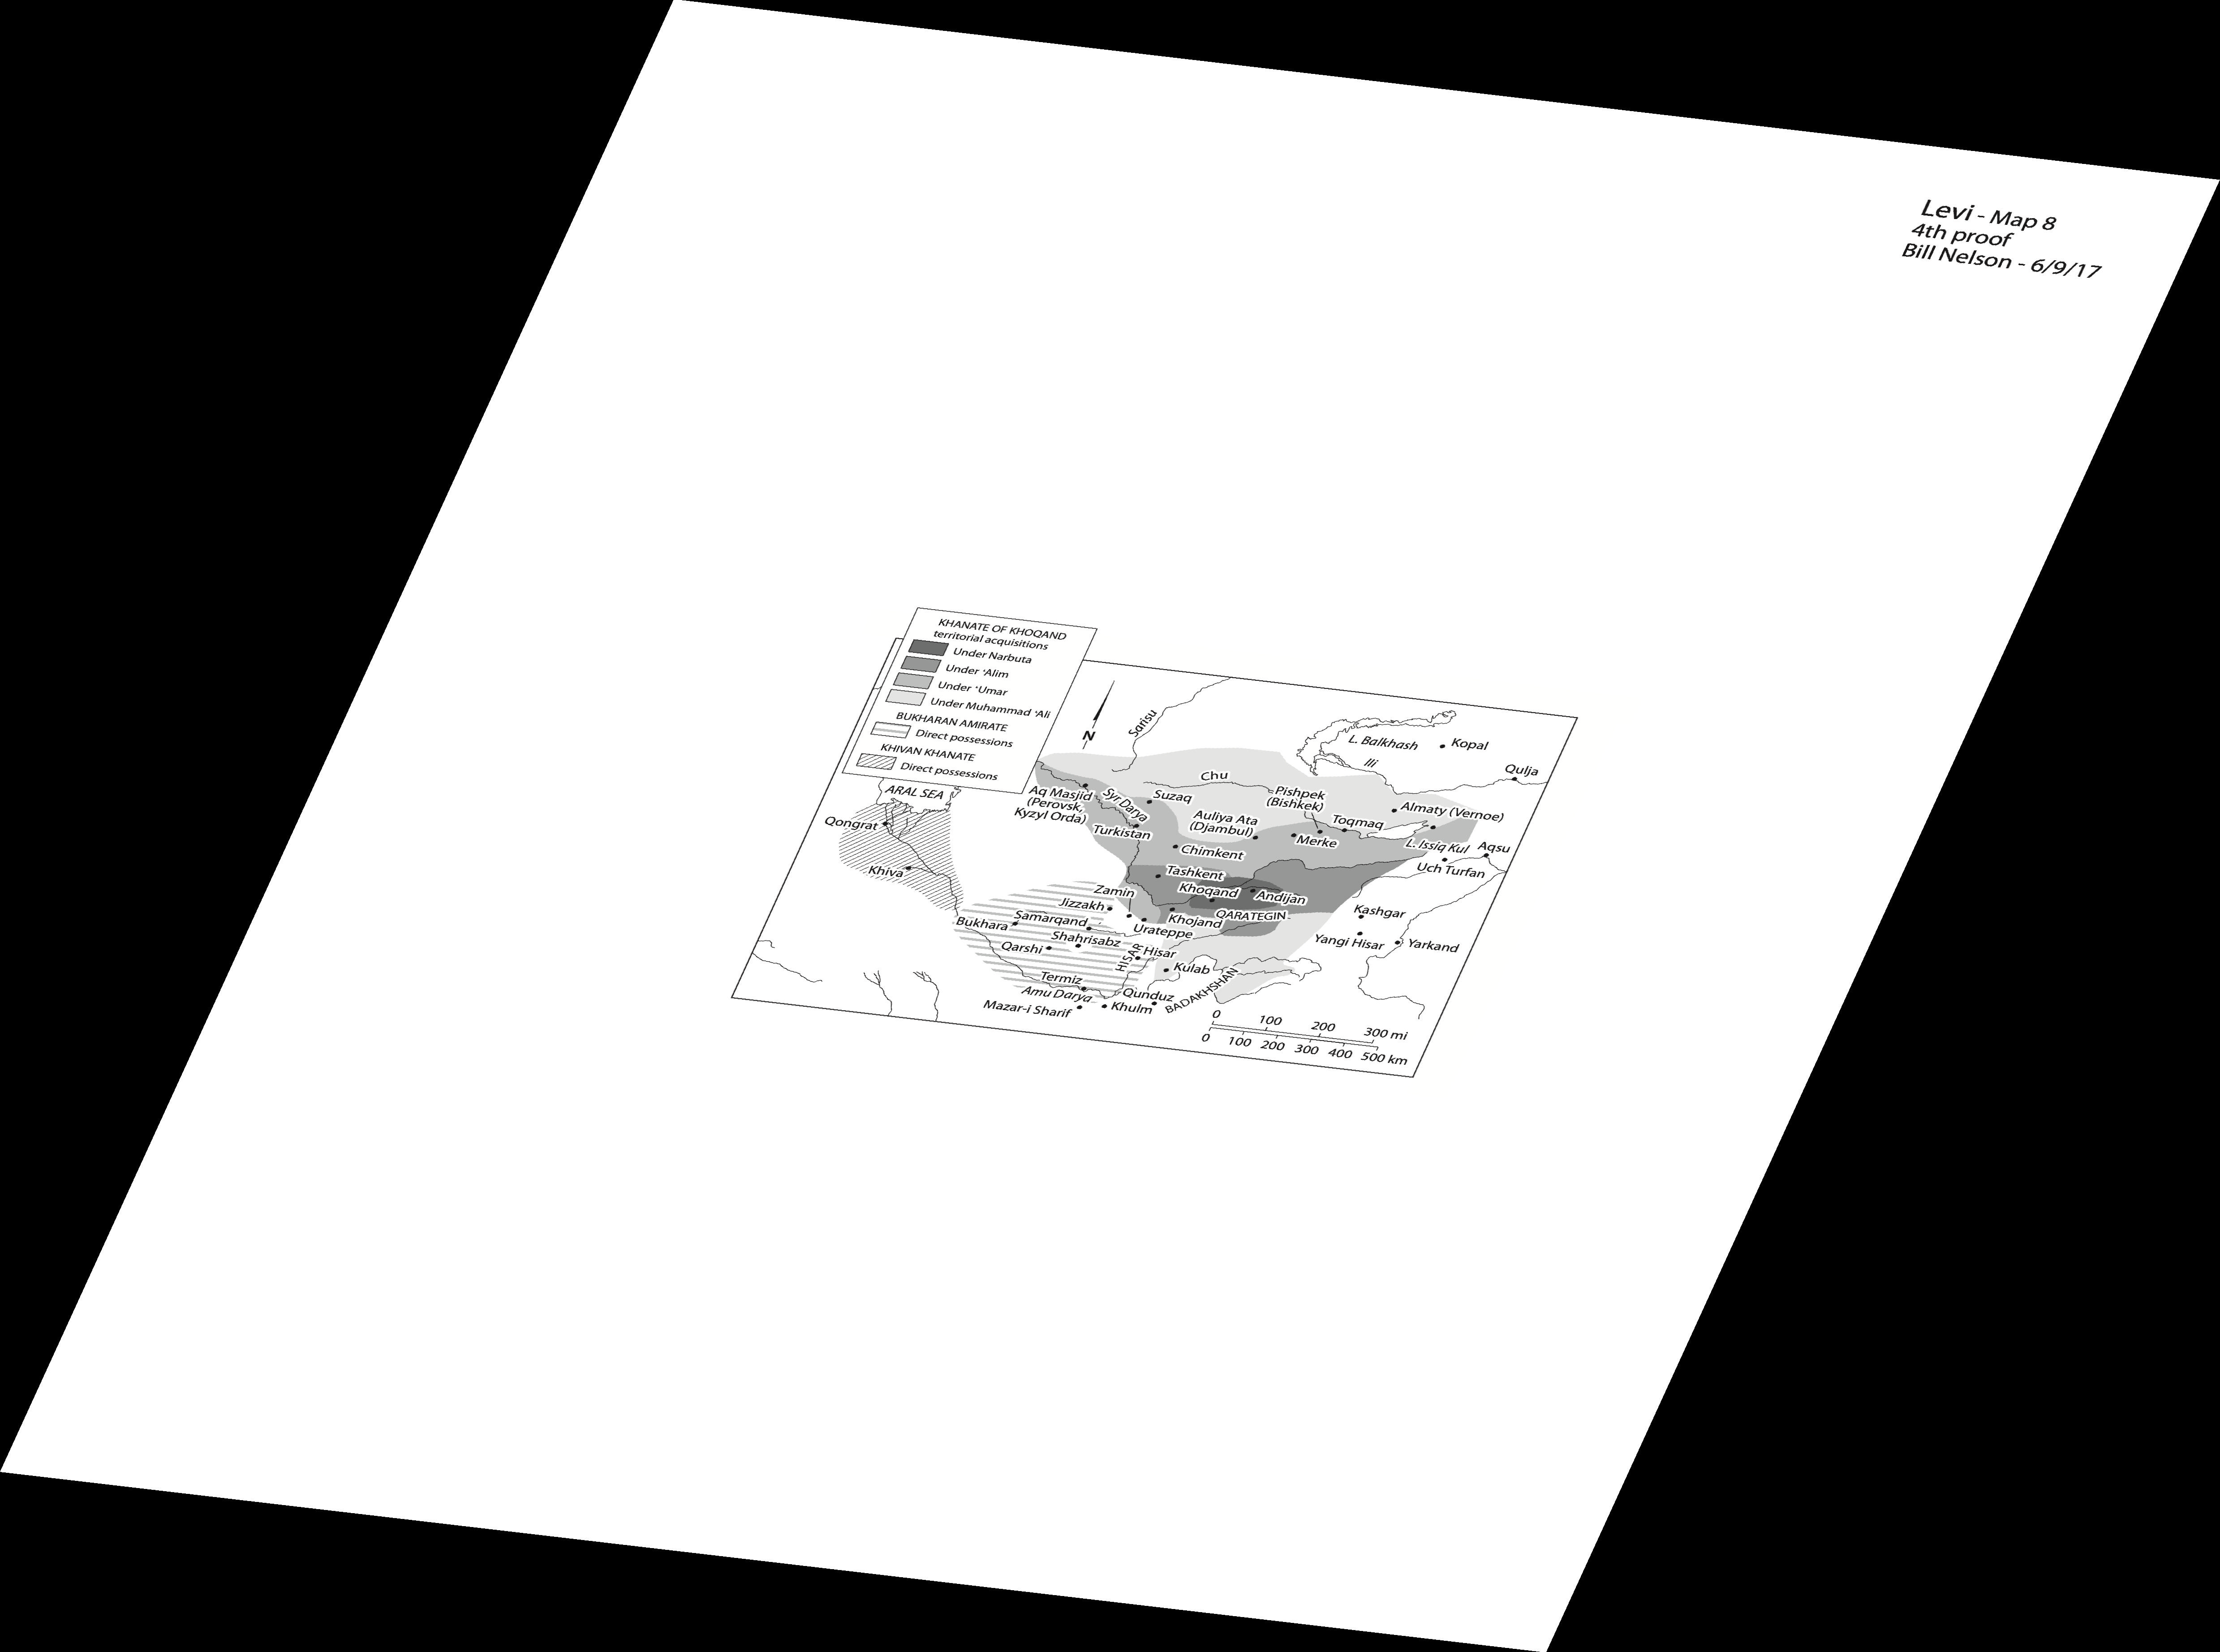 Levi - Map 8
4th proof
Bill Nelson - 6/9/17
KHANATE OF KHOQAND
territorial acquisitions
Under Narbuta
Under ʿAlim
Under ʿUmar
Under Muhammad ʿAli
BUKHARAN AMIRATE
Direct possessions
KHIVAN KHANATE
Direct possessions
N
Sarisu
L. Balkhash
Kopal
Ili
Qulja
Chu
ARAL SEA
Aq Masjid
(Perovsk,
Kyzyl Orda)
Syr Darya
Suzaq
Pishpek
(Bishkek)
Almaty (Vernoe)
Qongrat
Turkistan
Auliya Ata
(Djambul)
Toqmaq
Merke
L. Issiq Kul
Aqsu
Chimkent
Uch Turfan
Khiva
Tashkent
Zamin
Khoqand
Andijan
Jizzakh
Kashgar
Samarqand
Khojand
QARATEGIN
Bukhara
Urateppe
Shahrisabz
Yangi Hisar
Yarkand
Qarshi
HISAR
Hisar
Kulab
Termiz
Amu Darya
Qunduz
BADAKHSHAN
Mazar-i Sharif
Khulm
0 100 200 300 mi
0 100 200 300 400 500 km